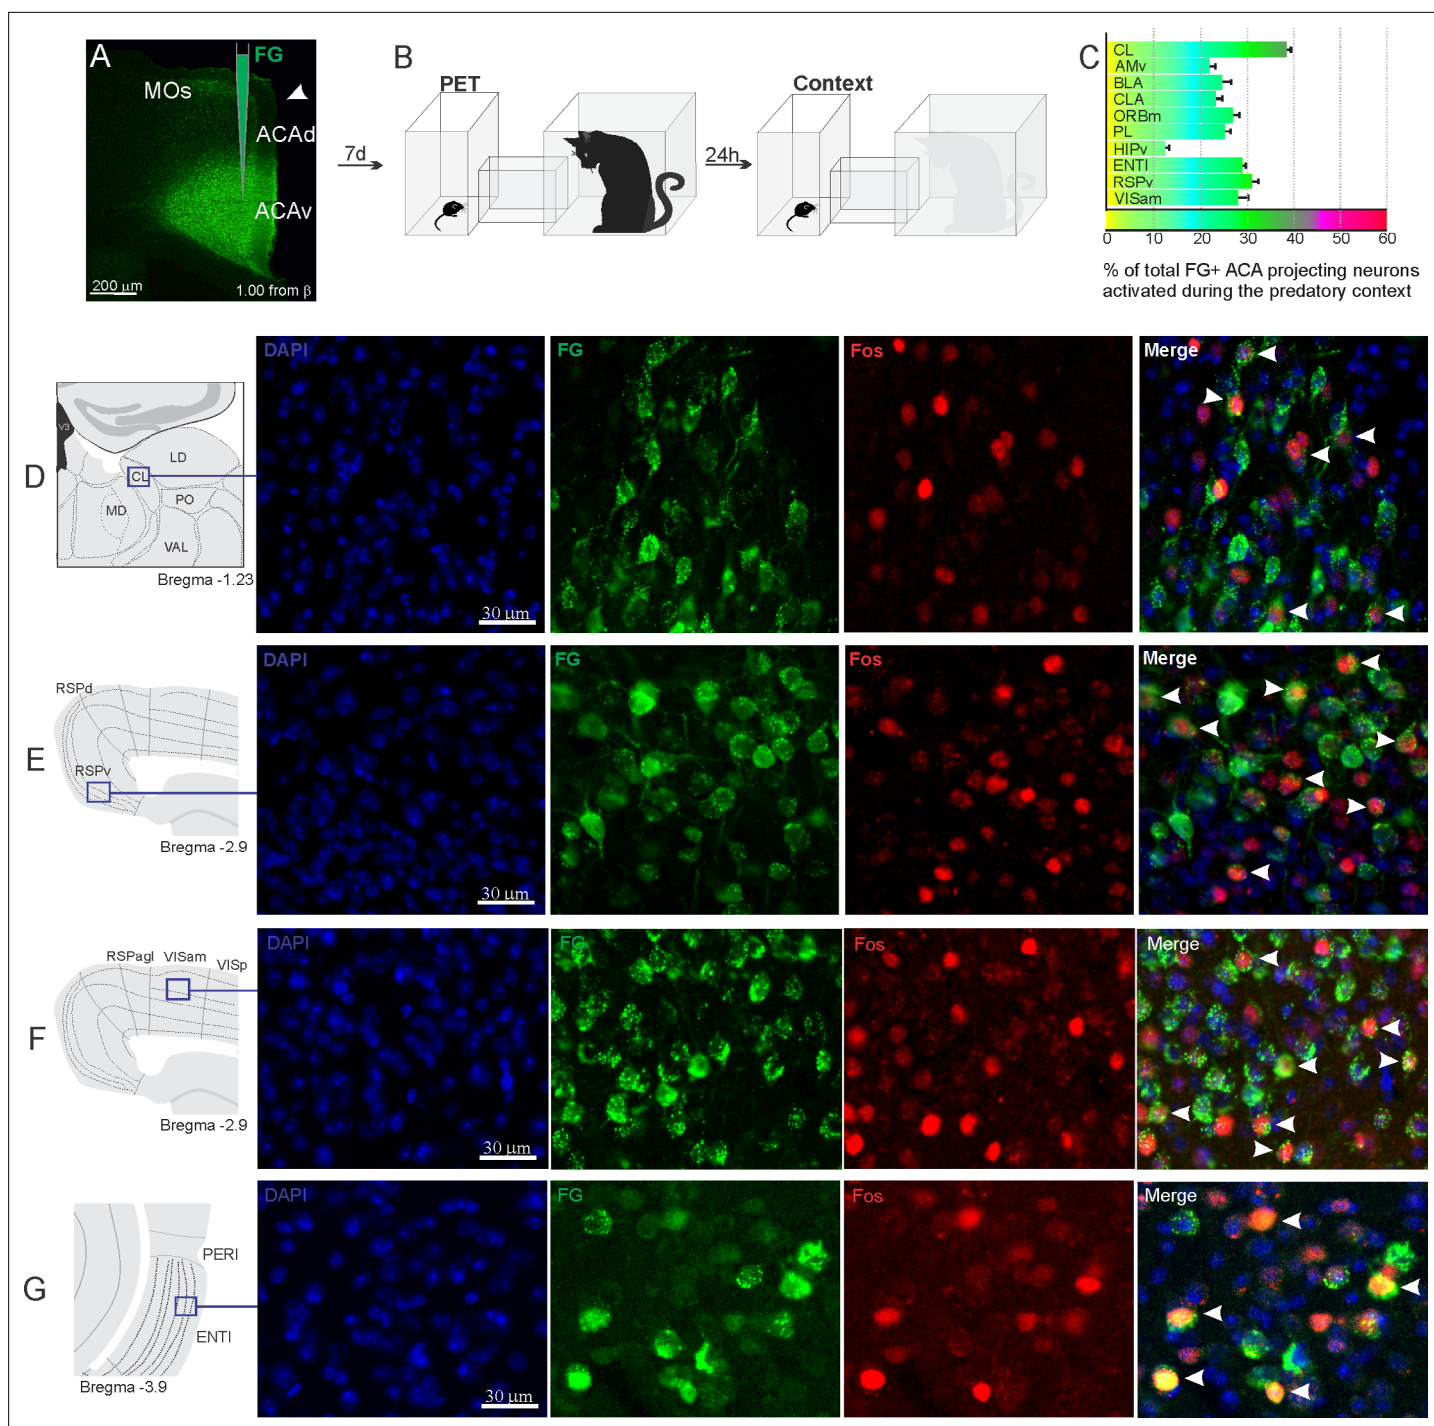 A
FG
MOs
ACAd
ACAv
200 µm
1.00 from β
B
PET
7d
Context
24h
C
CL
AMv
BLA
CLA
ORBm
PL
HIPv
ENTl
RSPv
VISam
0 10 20 30 40 50 60
% of total FG+ ACA projecting neurons
activated during the predatory context
D
V3
LD
CL
PO
MD
VAL
Bregma -1.23
DAPI
30 µm
FG
Fos
Merge
E
RSPd
RSPv
Bregma -2.9
DAPI
30 µm
FG
Fos
Merge
F
RSPagl VISam VISp
Bregma -2.9
DAPI
30 µm
FG
Fos
Merge
G
PERI
ENTl
Bregma -3.9
DAPI
30 µm
FG
Fos
Merge